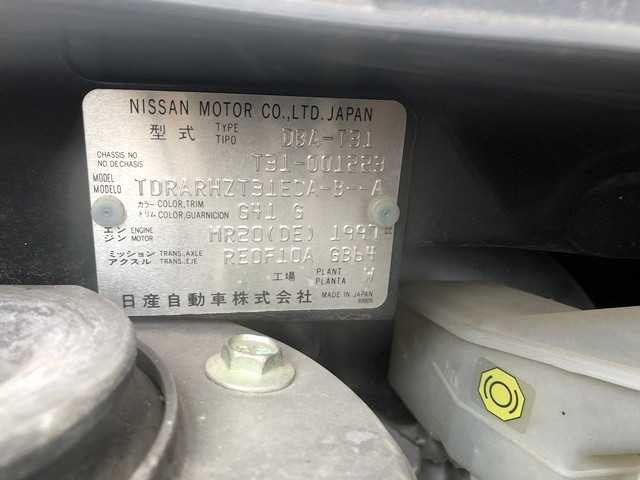 NISSAN MOTOR CO.,LTD.JAPAN
型式 TYPE TIPO DBA-T31
CHASSIS NO NO DECHASIS T31-001223
MODEL MODELO TDRARHZT31ECA-B--A
カラー COLOR,TRIM トリム COLOR,GUARNICION G41 G
エンジン ENGINE MOTOR MR20(DE) 1997
ミッション TRANS.,AXLE アクスル TRANS.,EJE RE0F10A GB64
工場 PLANT PLANTA W
日産自動車株式会社 MADE IN JAPAN